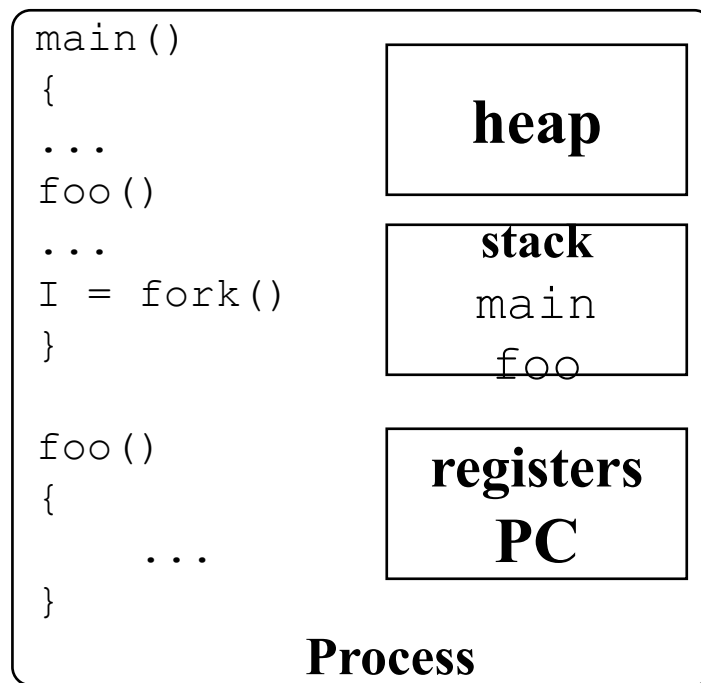 main()
{
...
foo()
...
I = fork()
}
foo()
{
...
}
heap
stack
main
foo
registers
PC
Process